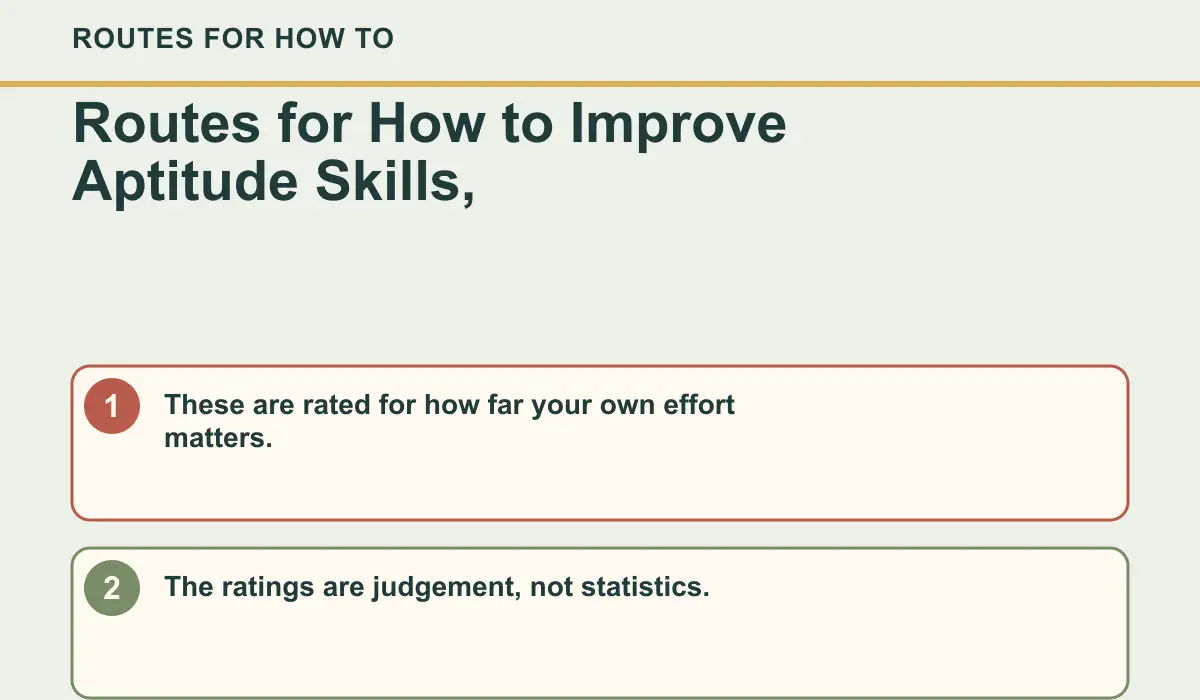 ROUTES FOR HOW TO
Routes for How to Improve
Aptitude Skills,
1
These are rated for how far your own effort
matters.
2
The ratings are judgement, not statistics.